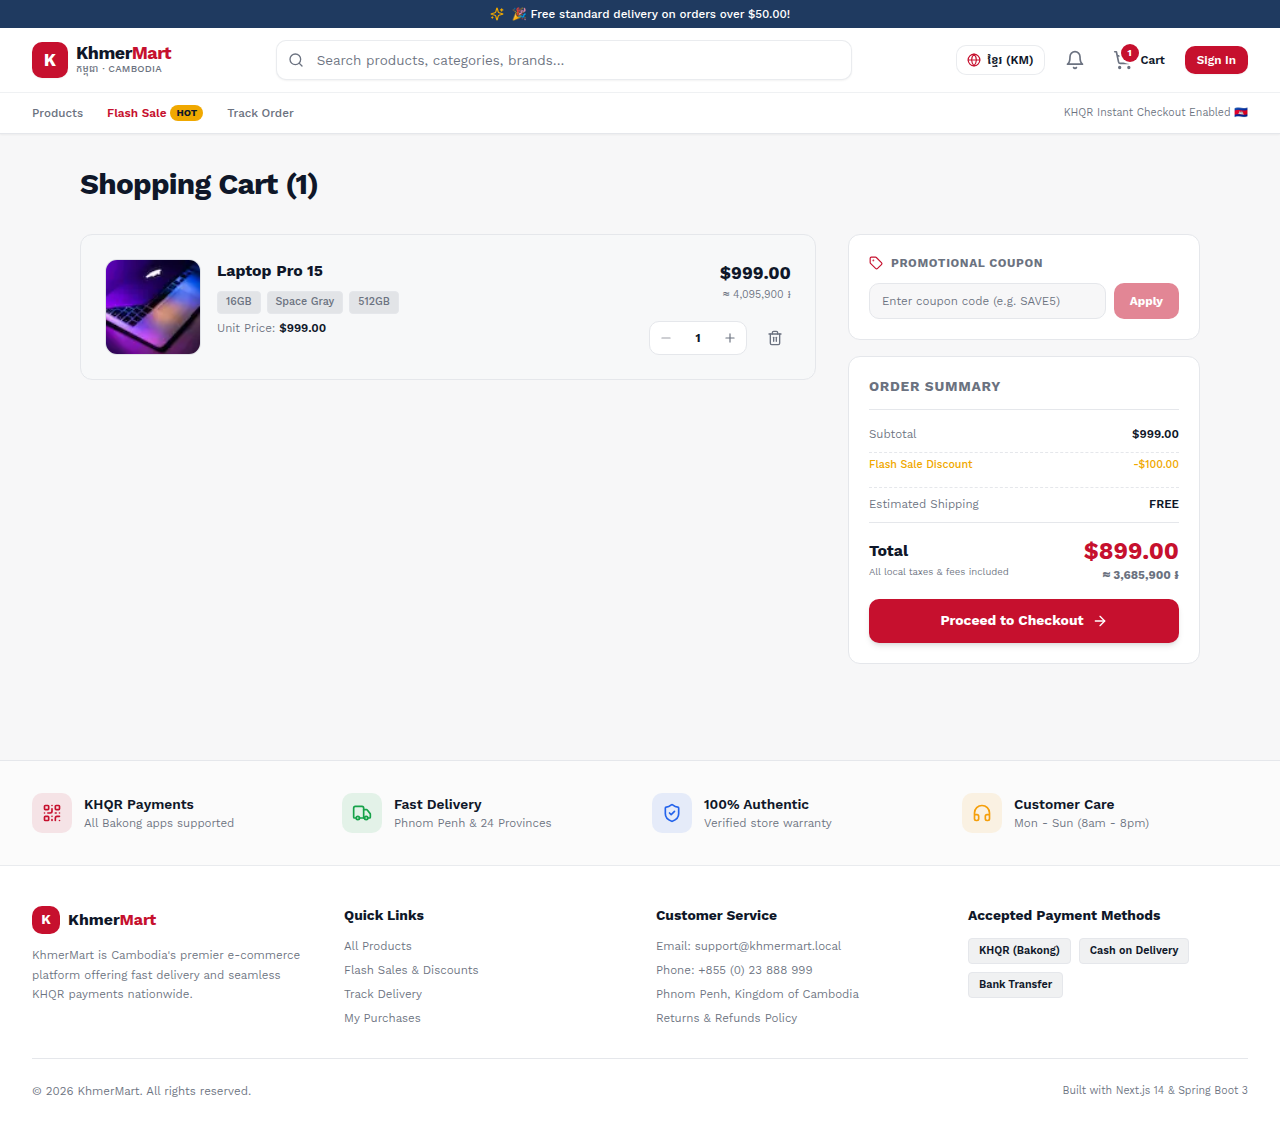 ✨ 🎉 Free standard delivery on orders over $50.00!
K KhmerMart
កម្ពុជា · CAMBODIA
Search products, categories, brands...
ខ្មែរ (KM)
1
Cart
Sign In
Products
Flash Sale HOT
Track Order
KHQR Instant Checkout Enabled 🇰🇭
Shopping Cart (1)
Laptop Pro 15
16GB Space Gray 512GB
Unit Price: $999.00
$999.00
≈ 4,095,900 ៛
− 1 +
PROMOTIONAL COUPON
Enter coupon code (e.g. SAVE5)
Apply
ORDER SUMMARY
Subtotal $999.00
Flash Sale Discount -$100.00
Estimated Shipping FREE
Total $899.00
All local taxes & fees included ≈ 3,685,900 ៛
Proceed to Checkout →
KHQR Payments
All Bakong apps supported
Fast Delivery
Phnom Penh & 24 Provinces
100% Authentic
Verified store warranty
Customer Care
Mon - Sun (8am - 8pm)
K KhmerMart
KhmerMart is Cambodia's premier e-commerce
platform offering fast delivery and seamless
KHQR payments nationwide.
Quick Links
All Products
Flash Sales & Discounts
Track Delivery
My Purchases
Customer Service
Email: support@khmermart.local
Phone: +855 (0) 23 888 999
Phnom Penh, Kingdom of Cambodia
Returns & Refunds Policy
Accepted Payment Methods
KHQR (Bakong) Cash on Delivery
Bank Transfer
© 2026 KhmerMart. All rights reserved.
Built with Next.js 14 & Spring Boot 3